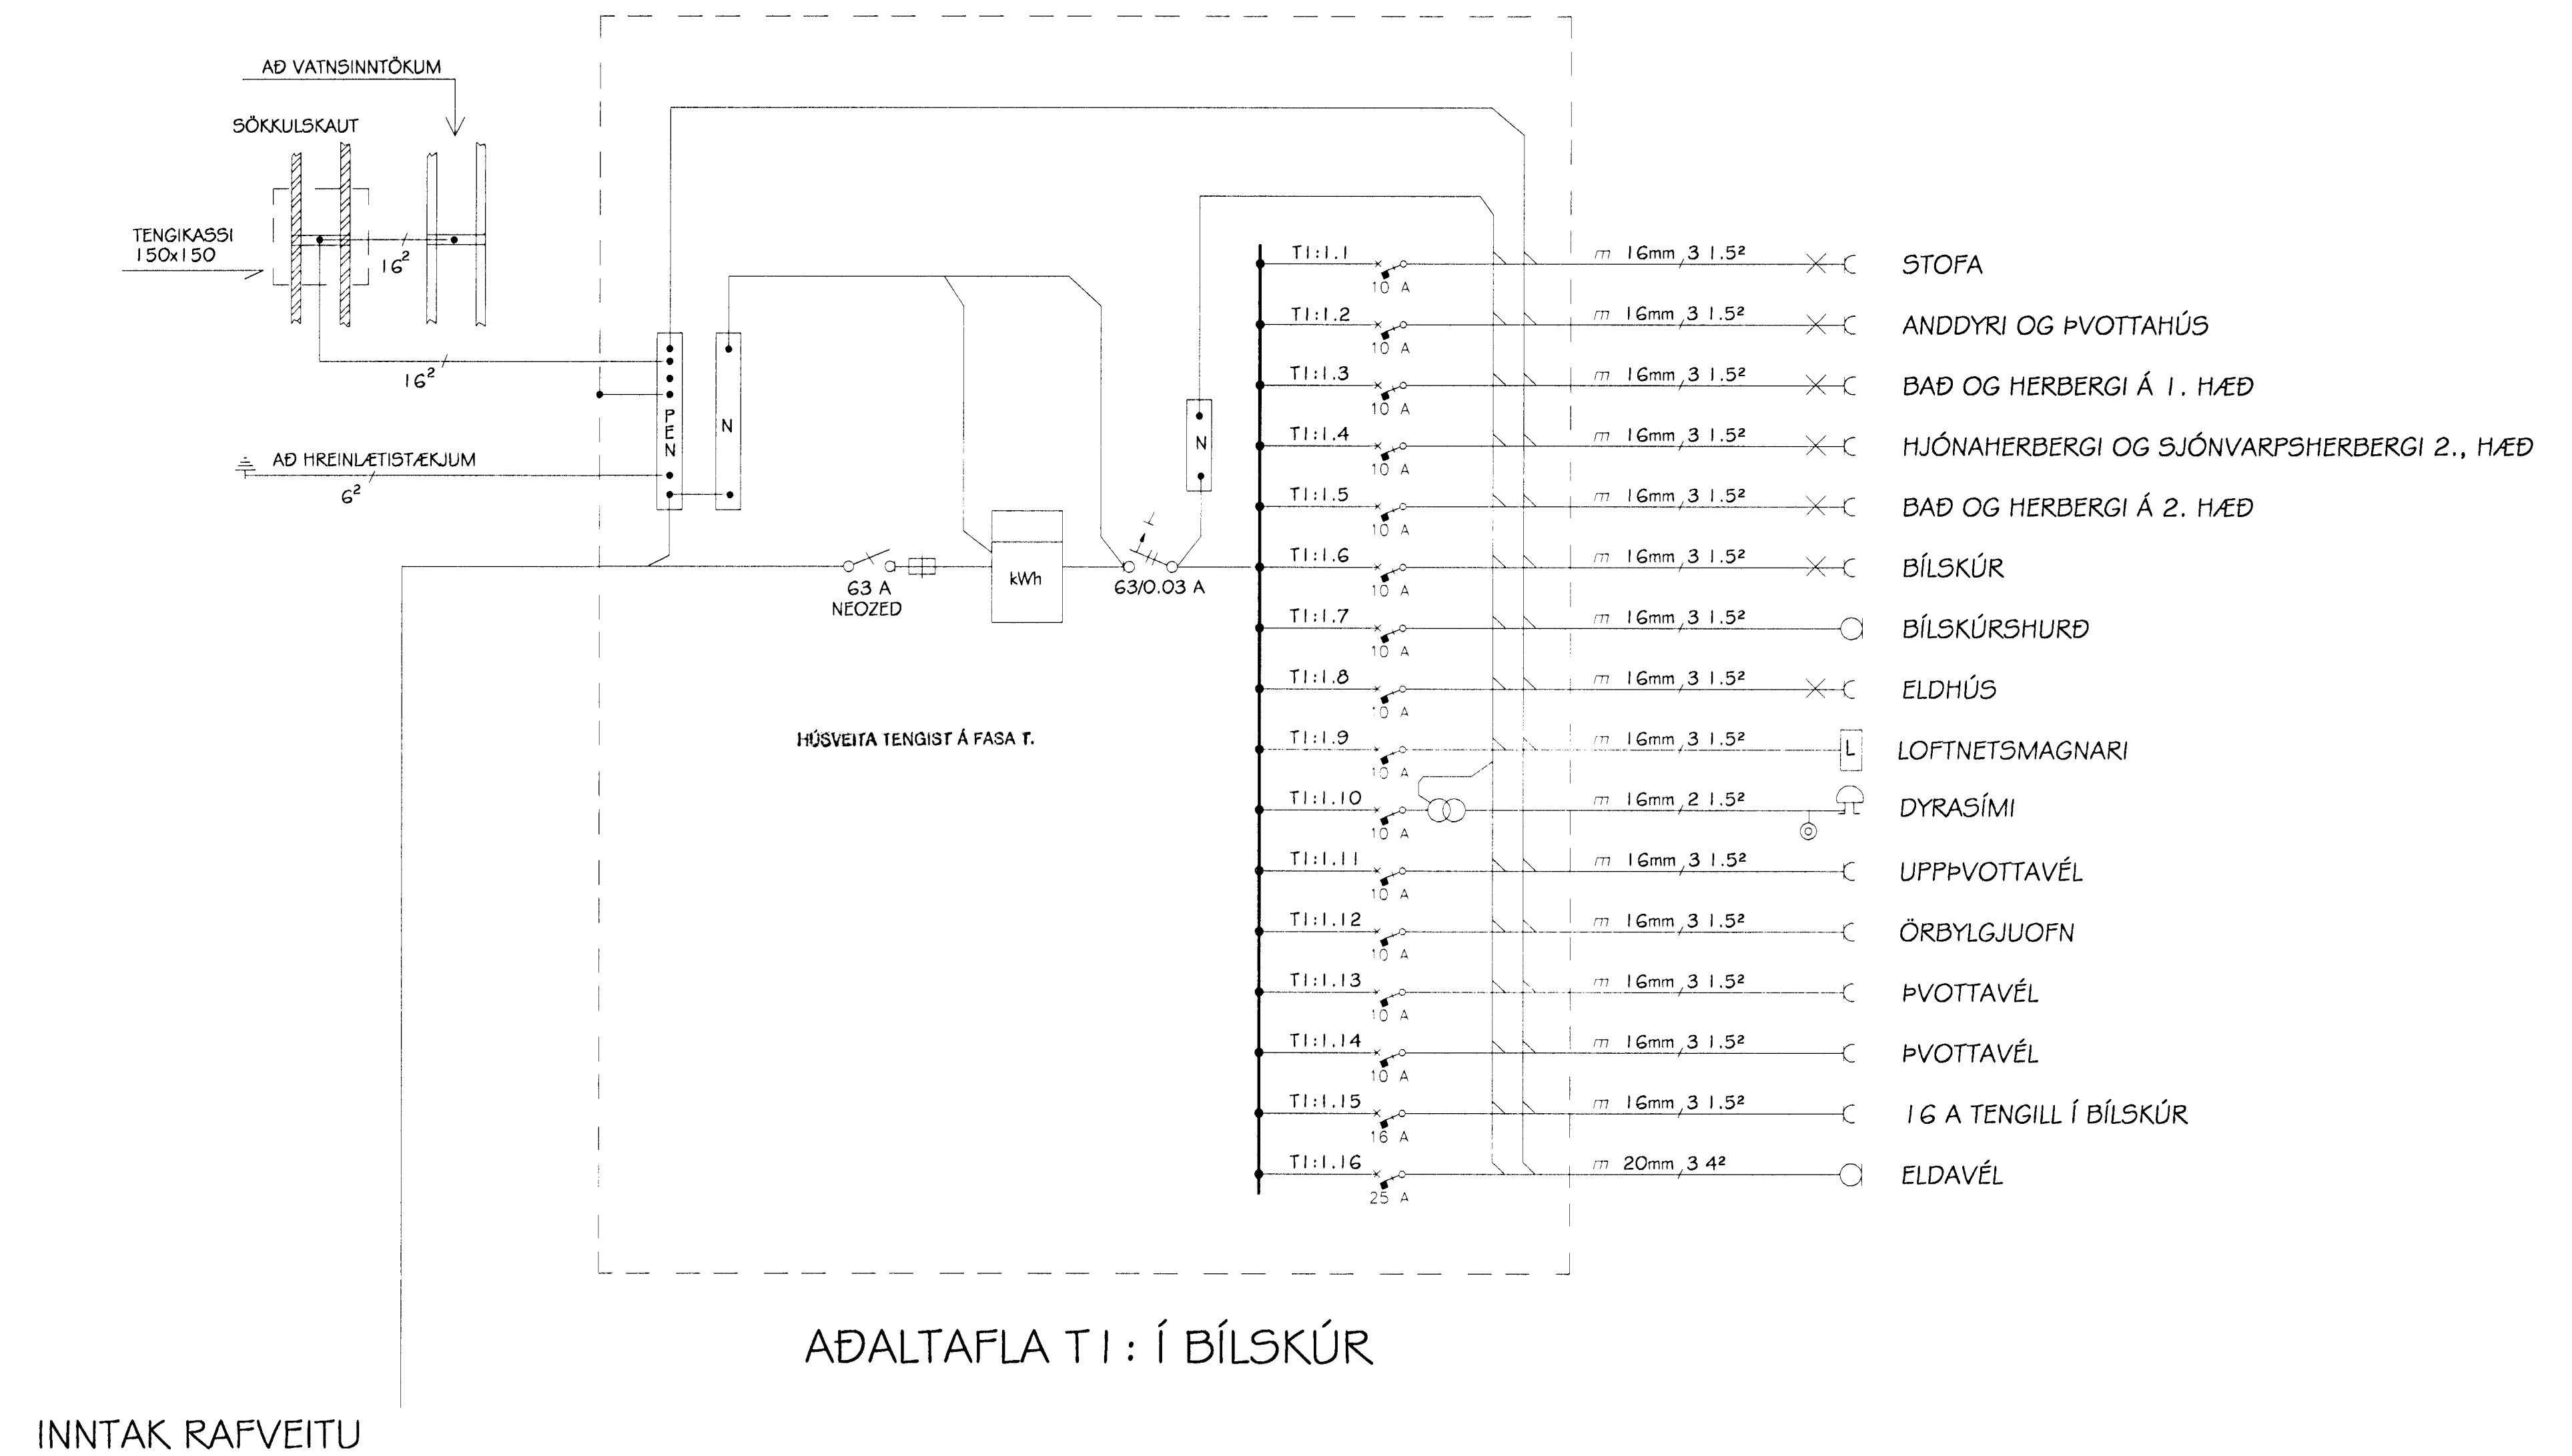 AÐ VATNSINNTÖKUM
SÖKKULSKAUT
TENGIKASSI
150x150
16²
16²
AÐ HREINLÆTISTÆKJUM
6²
PEN
N
N
63 A
NEOZED
kWh
63/0.03 A
HÚSVEITA TENGIST Á FASA T.
T1:1.1 10 A m 16mm,3 1.5² STOFA
T1:1.2 10 A m 16mm,3 1.5² ANDDYRI OG ÞVOTTAHÚS
T1:1.3 10 A m 16mm,3 1.5² BAÐ OG HERBERGI Á 1. HÆÐ
T1:1.4 10 A m 16mm,3 1.5² HJÓNAHERBERGI OG SJÓNVARPSHERBERGI 2., HÆÐ
T1:1.5 10 A m 16mm,3 1.5² BAÐ OG HERBERGI Á 2. HÆÐ
T1:1.6 10 A m 16mm,3 1.5² BÍLSKÚR
T1:1.7 10 A m 16mm,3 1.5² BÍLSKÚRSHURÐ
T1:1.8 10 A m 16mm,3 1.5² ELDHÚS
T1:1.9 10 A m 16mm,3 1.5² L LOFTNETSMAGNARI
T1:1.10 10 A m 16mm,2 1.5² DYRASÍMI
T1:1.11 10 A m 16mm,3 1.5² UPPÞVOTTAVÉL
T1:1.12 10 A m 16mm,3 1.5² ÖRBYLGJUOFN
T1:1.13 10 A m 16mm,3 1.5² ÞVOTTAVÉL
T1:1.14 10 A m 16mm,3 1.5² ÞVOTTAVÉL
T1:1.15 16 A m 16mm,3 1.5² 16 A TENGILL Í BÍLSKÚR
T1:1.16 25 A m 20mm,3 4² ELDAVÉL
AÐALTAFLA T1: Í BÍLSKÚR
INNTAK RAFVEITU